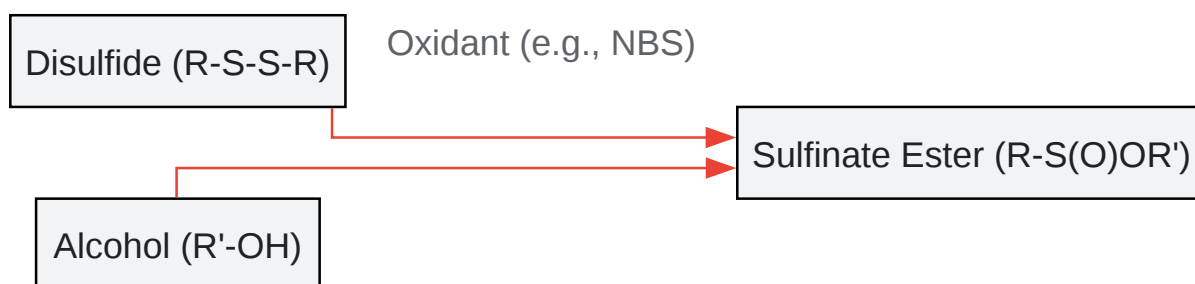 Disulfide (R-S-S-R)
Oxidant (e.g., NBS)
Sulfinate Ester (R-S(O)OR')
Alcohol (R'-OH)